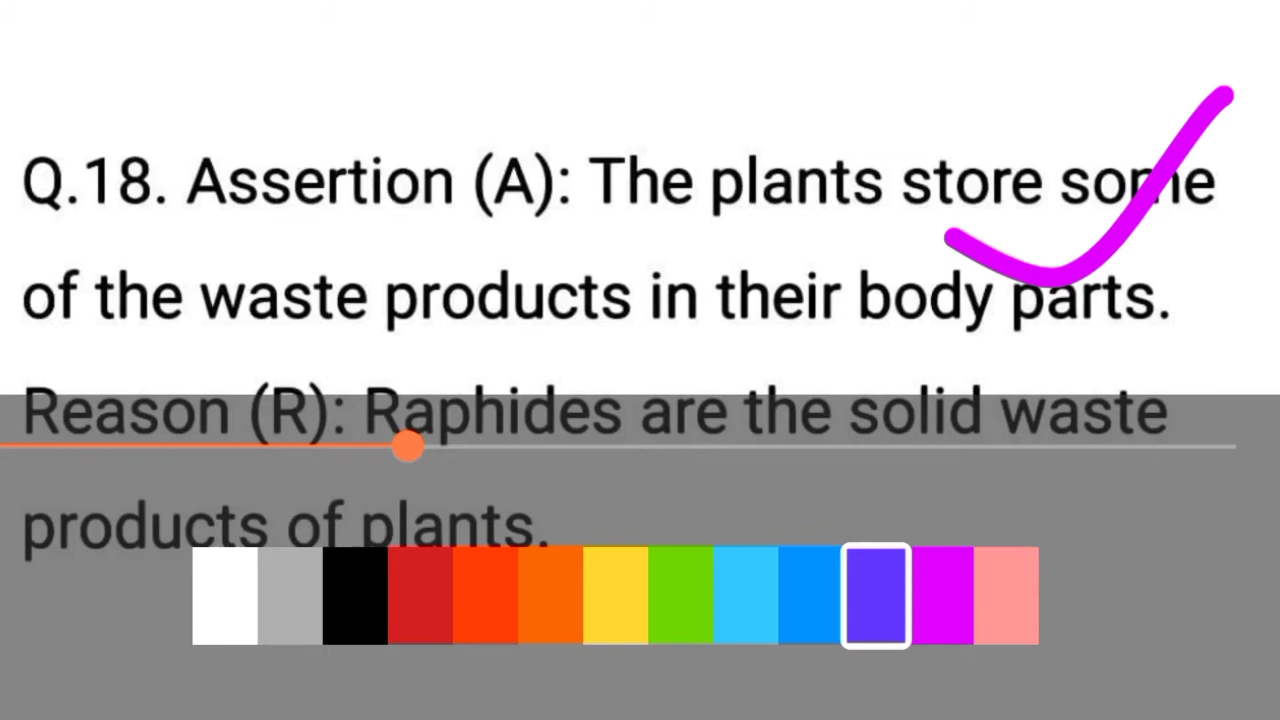 Q.18. Assertion (A): The plants store some
of the waste products in their body parts.
Reason (R): Raphides are the solid waste
products of plants.